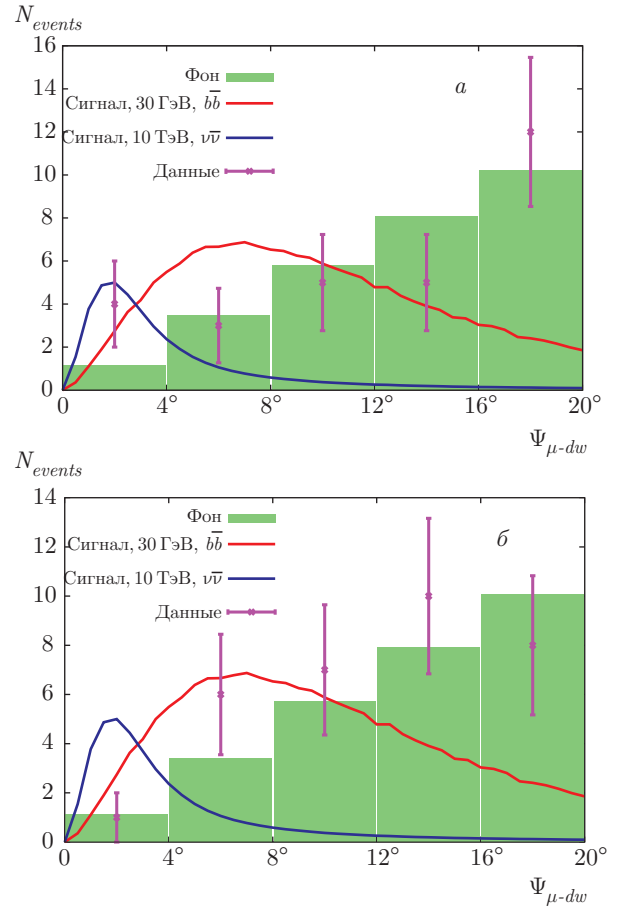 N_events
16
Фон
а
14
Сигнал, 30 ГэВ, bb̅
12
Сигнал, 10 ТэВ, νν̅
10
Данные
8
6
4
2
0
0 4° 8° 12° 16° 20°
Ψ_μ-dw
N_events
14
Фон
б
12
Сигнал, 30 ГэВ, bb̅
Сигнал, 10 ТэВ, νν̅
10
Данные
8
6
4
2
0
0 4° 8° 12° 16° 20°
Ψ_μ-dw